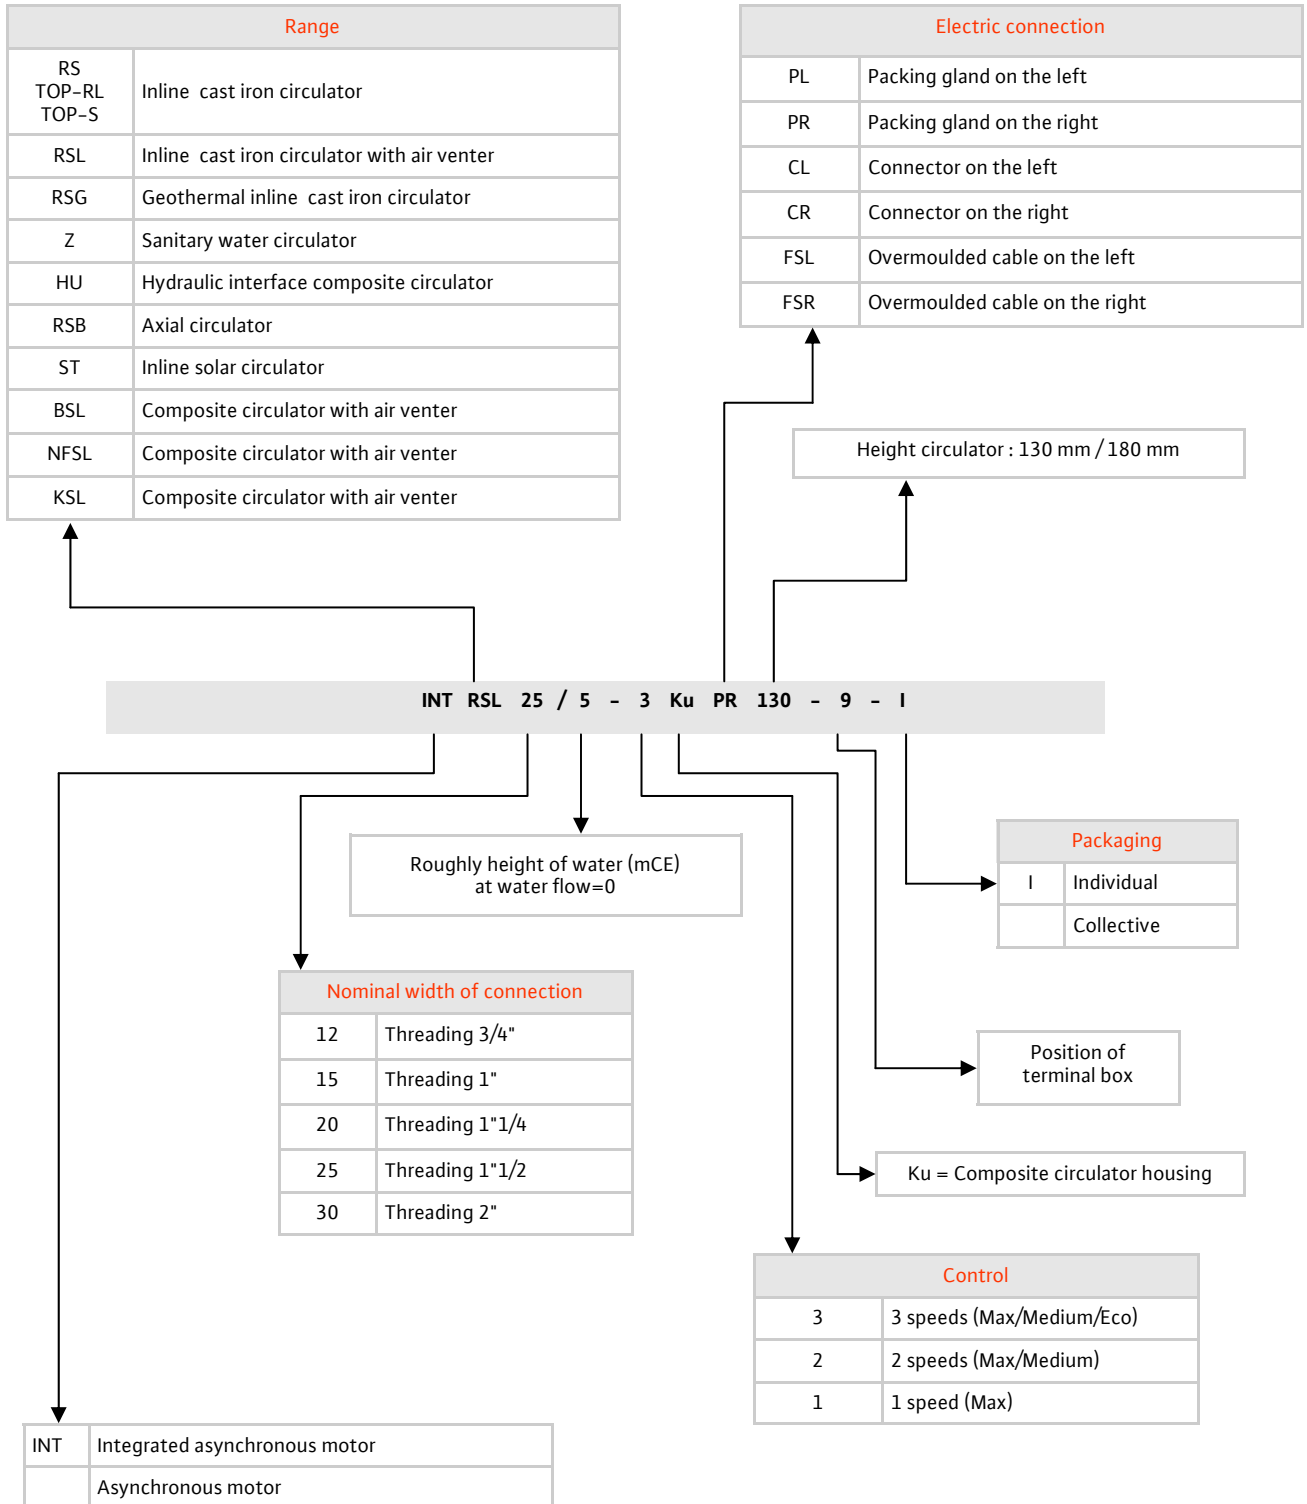 Range
RS
TOP-RL
TOP-S
Inline cast iron circulator
RSL Inline cast iron circulator with air venter
RSG Geothermal inline cast iron circulator
Z Sanitary water circulator
HU Hydraulic interface composite circulator
RSB Axial circulator
ST Inline solar circulator
BSL Composite circulator with air venter
NFSL Composite circulator with air venter
KSL Composite circulator with air venter
Electric connection
PL Packing gland on the left
PR Packing gland on the right
CL Connector on the left
CR Connector on the right
FSL Overmoulded cable on the left
FSR Overmoulded cable on the right
Height circulator : 130 mm / 180 mm
INT RSL 25 / 5 - 3 Ku PR 130 - 9 - I
Roughly height of water (mCE)
at water flow=0
Packaging
I Individual
Collective
Nominal width of connection
12 Threading 3/4"
15 Threading 1"
20 Threading 1"1/4
25 Threading 1"1/2
30 Threading 2"
Position of
terminal box
Ku = Composite circulator housing
Control
3 3 speeds (Max/Medium/Eco)
2 2 speeds (Max/Medium)
1 1 speed (Max)
INT Integrated asynchronous motor
Asynchronous motor